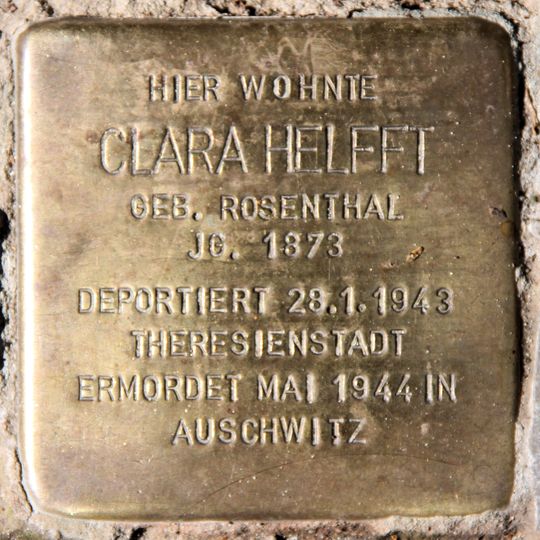 HIER WOHNTE
CLARA HELFFT
GEB. ROSENTHAL
JG. 1873
DEPORTIERT 28.1.1943
THERESIENSTADT
ERMORDET MAI 1944 IN
AUSCHWITZ